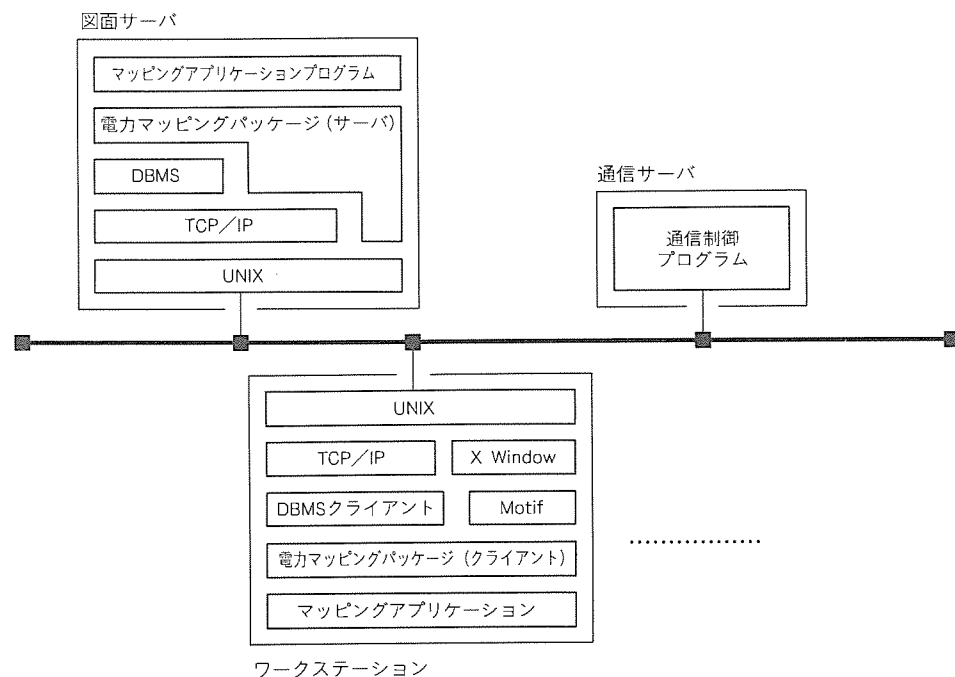 図面サーバ
マッピングアプリケーションプログラム
電力マッピングパッケージ（サーバ）
DBMS
TCP／IP
UNIX
通信サーバ
通信制御
プログラム
UNIX
TCP／IP
X Window
DBMSクライアント
Motif
電力マッピングパッケージ（クライアント）
マッピングアプリケーション
.................
ワークステーション